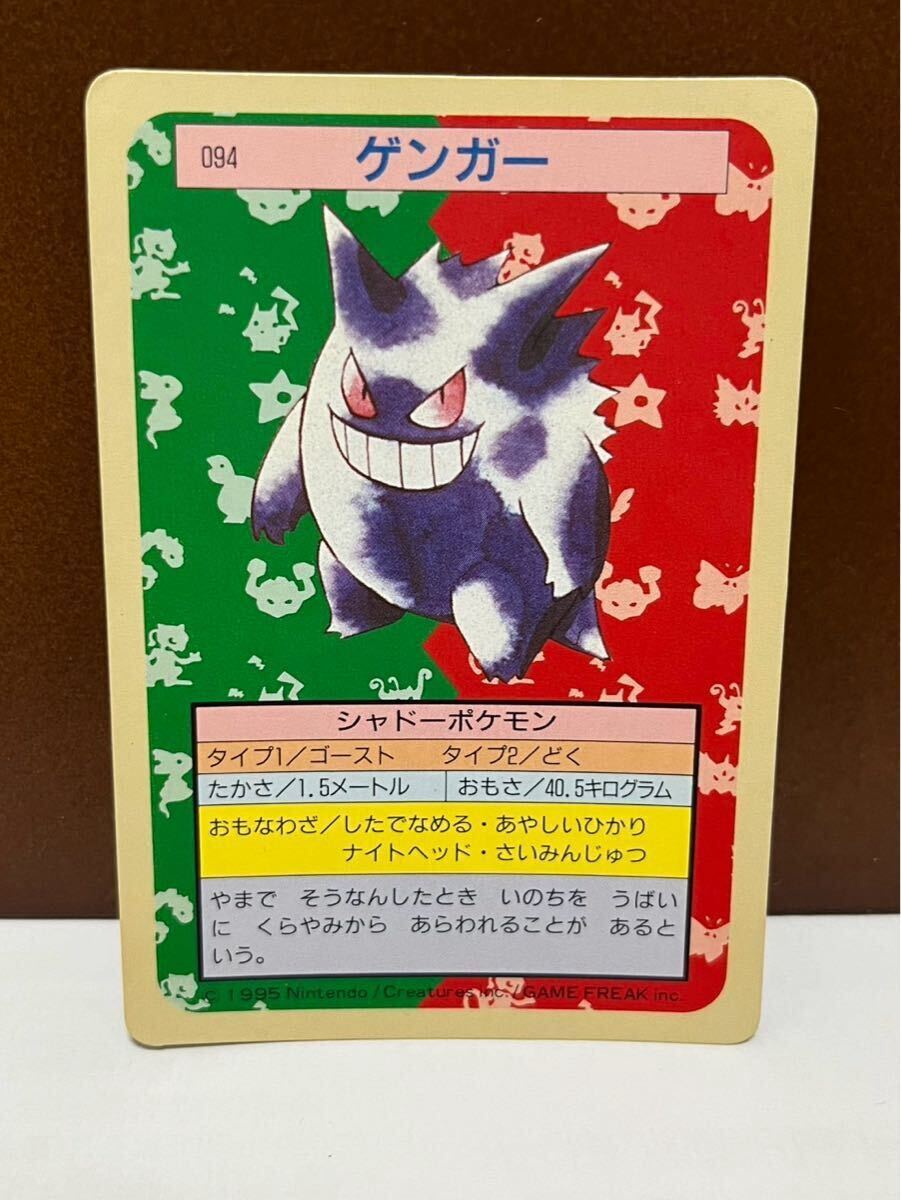 094 ゲンガー
シャドーポケモン
タイプ1/ゴースト タイプ2/どく
たかさ/1.5メートル おもさ/40.5キログラム
おもなわざ/したでなめる・あやしいひかり
ナイトヘッド・さいみんじゅつ
やまで そうなんしたとき いのちを うばい
に くらやみから あらわれることが あると
いう。
© 1995 Nintendo/Creatures inc./GAME FREAK inc.